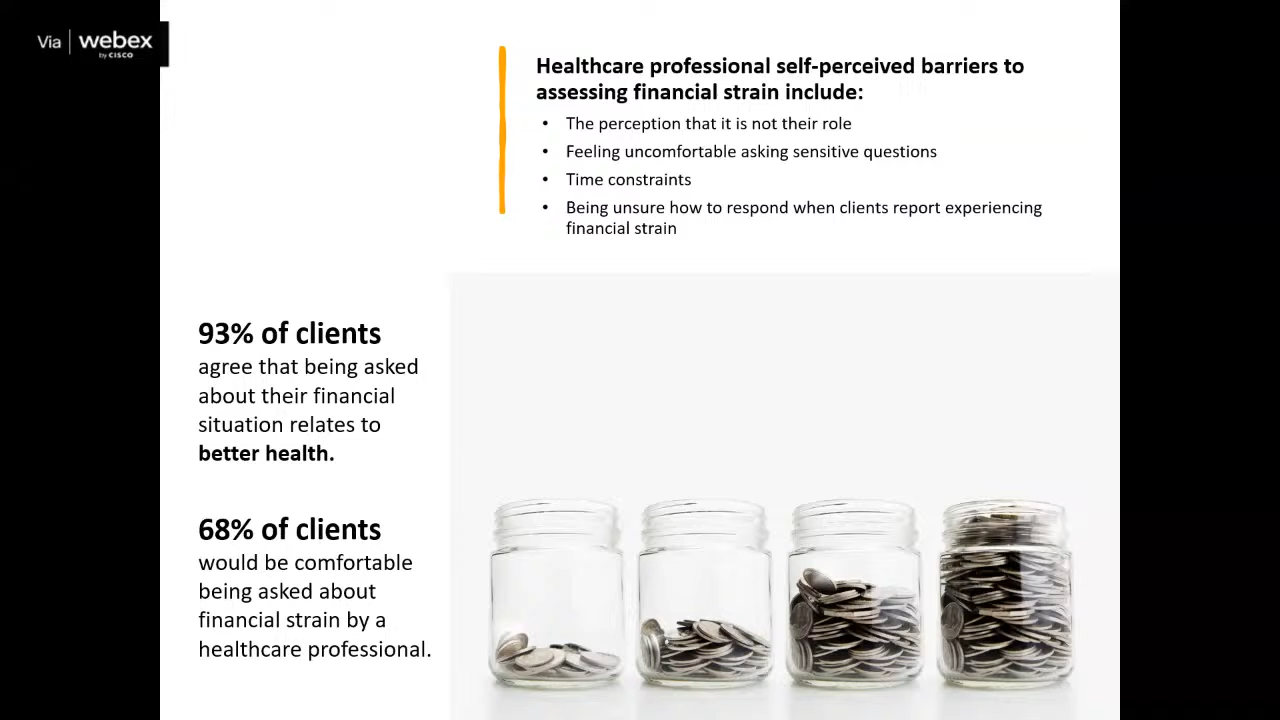 Via webex
by CISCO
Healthcare professional self-perceived barriers to
assessing financial strain include:
• The perception that it is not their role
• Feeling uncomfortable asking sensitive questions
• Time constraints
• Being unsure how to respond when clients report experiencing
financial strain
93% of clients
agree that being asked
about their financial
situation relates to
better health.
68% of clients
would be comfortable
being asked about
financial strain by a
healthcare professional.